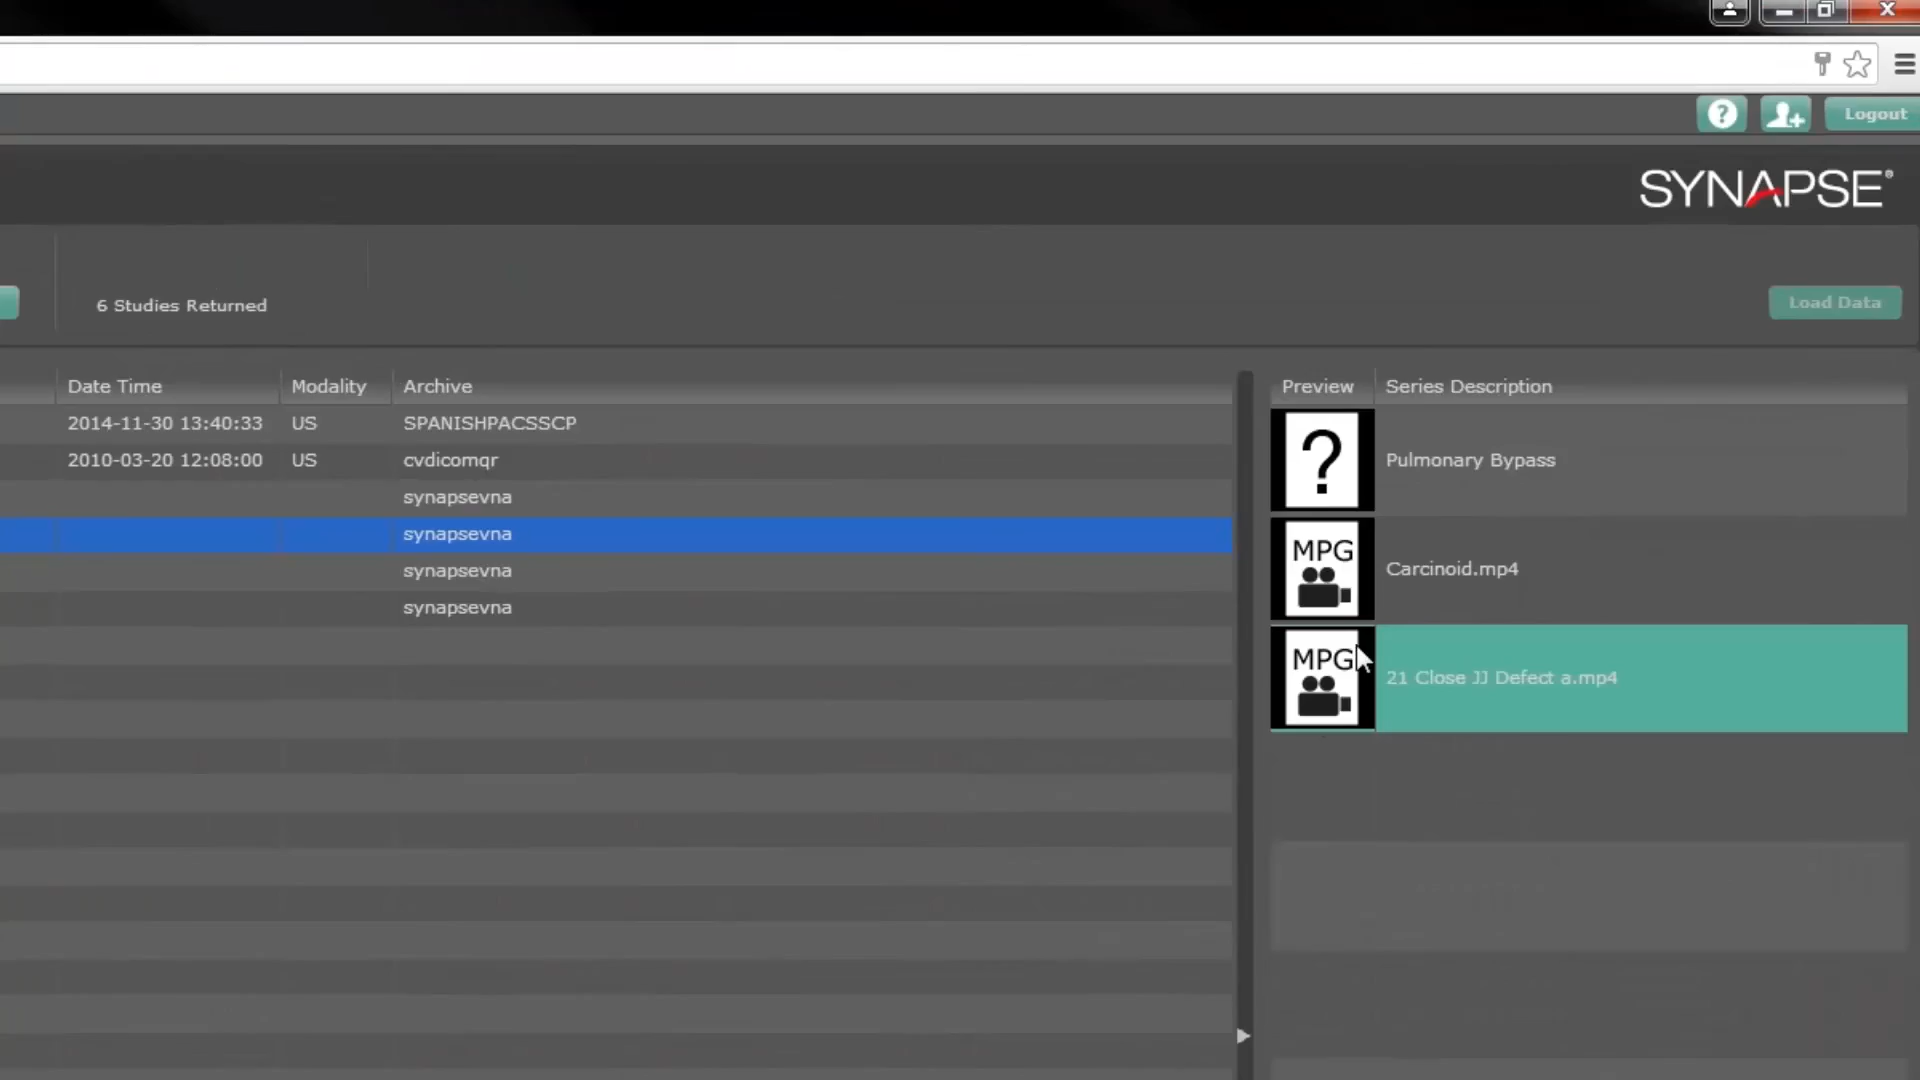 Logout
SYNAPSE®
6 Studies Returned
Load Data
Date Time Modality Archive
2014-11-30 13:40:33 US SPANISHPACSSCP
2010-03-20 12:08:00 US cvdicomqr
synapsevna
synapsevna
synapsevna
synapsevna
Preview Series Description
? Pulmonary Bypass
MPG Carcinoid.mp4
MPG 21 Close JJ Defect a.mp4